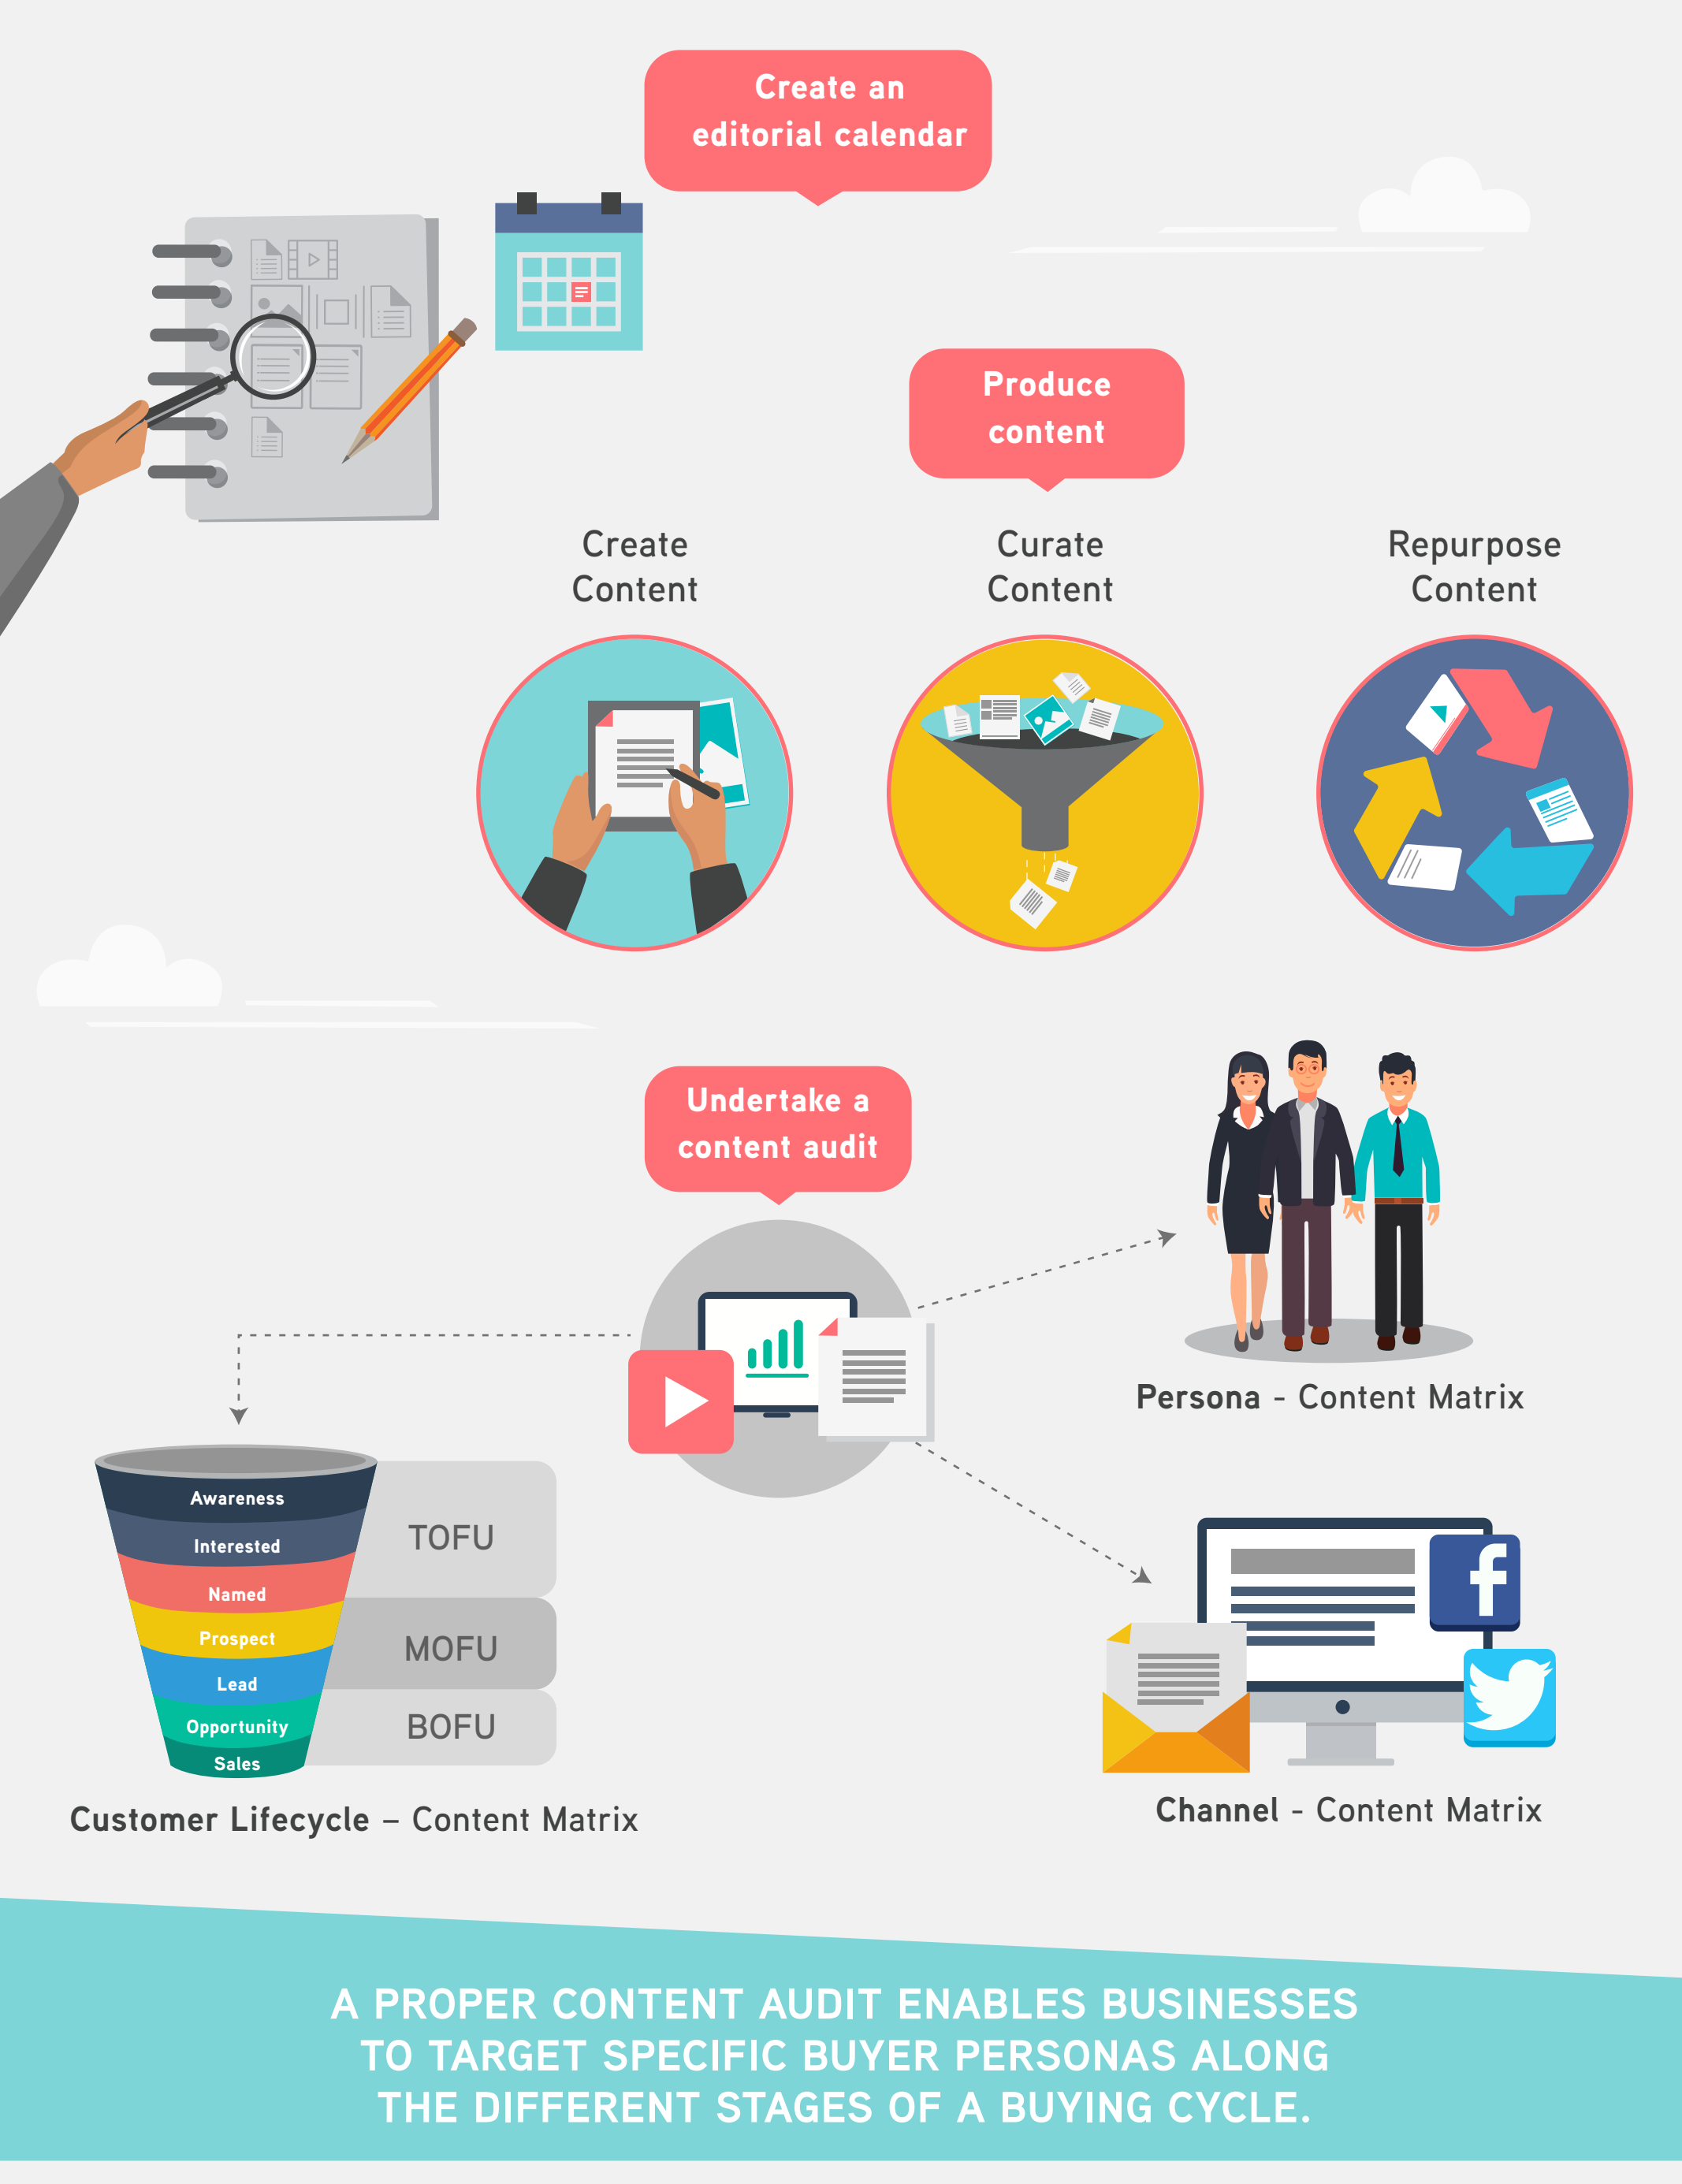 Create an
editorial calendar
Produce
content
Create
Content
Curate
Content
Repurpose
Content
Undertake a
content audit
Persona - Content Matrix
Awareness
Interested
Named
Prospect
Lead
Opportunity
Sales
TOFU
MOFU
BOFU
Customer Lifecycle – Content Matrix
Channel - Content Matrix
A PROPER CONTENT AUDIT ENABLES BUSINESSES
TO TARGET SPECIFIC BUYER PERSONAS ALONG
THE DIFFERENT STAGES OF A BUYING CYCLE.